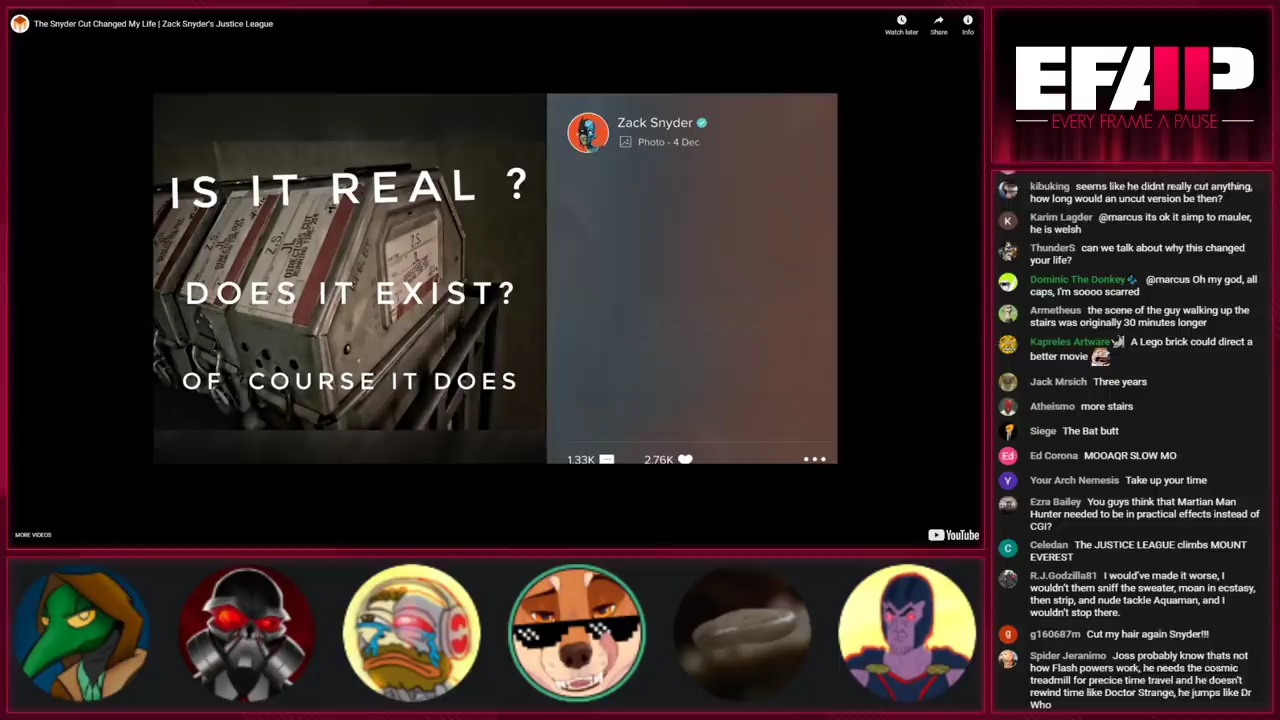 The Snyder Cut Changed My Life | Zack Snyder's Justice League
Watch later
Share
Info
IS IT REAL ?
DOES IT EXIST?
OF COURSE IT DOES
Z.S.
JL
DIRECTORS CUT
Z.S.
Zack Snyder
Photo - 4 Dec
1.33K
2.76K
MORE VIDEOS
YouTube
EFAP
EVERY FRAME A PAUSE
kibuking seems like he didnt really cut anything,
how long would an uncut version be then?
K
Karim Lagder @marcus its ok it simp to mauler,
he is welsh
ThunderS can we talk about why this changed
your life?
Dominic The Donkey @marcus Oh my god, all
caps, I'm soooo scarred
Armetheus the scene of the guy walking up the
stairs was originally 30 minutes longer
Kapreles Artware A Lego brick could direct a
better movie
Jack Mrsich Three years
Atheismo more stairs
Siege The Bat butt
Ed
Ed Corona MOOAQR SLOW MO
Y
Your Arch Nemesis Take up your time
Ezra Bailey You guys think that Martian Man
Hunter needed to be in practical effects instead of
CGI?
C
Celedan The JUSTICE LEAGUE climbs MOUNT
EVEREST
R.J.Godzilla81 I would've made it worse, I
wouldn't them sniff the sweater, moan in ecstasy,
then strip, and nude tackle Aquaman, and I
wouldn't stop there.
g
g160687m Cut my hair again Snyder!!!
Spider Jeranimo Joss probably know thats not
how Flash powers work, he needs the cosmic
treadmill for precice time travel and he doesn't
rewind time like Doctor Strange, he jumps like Dr
Who